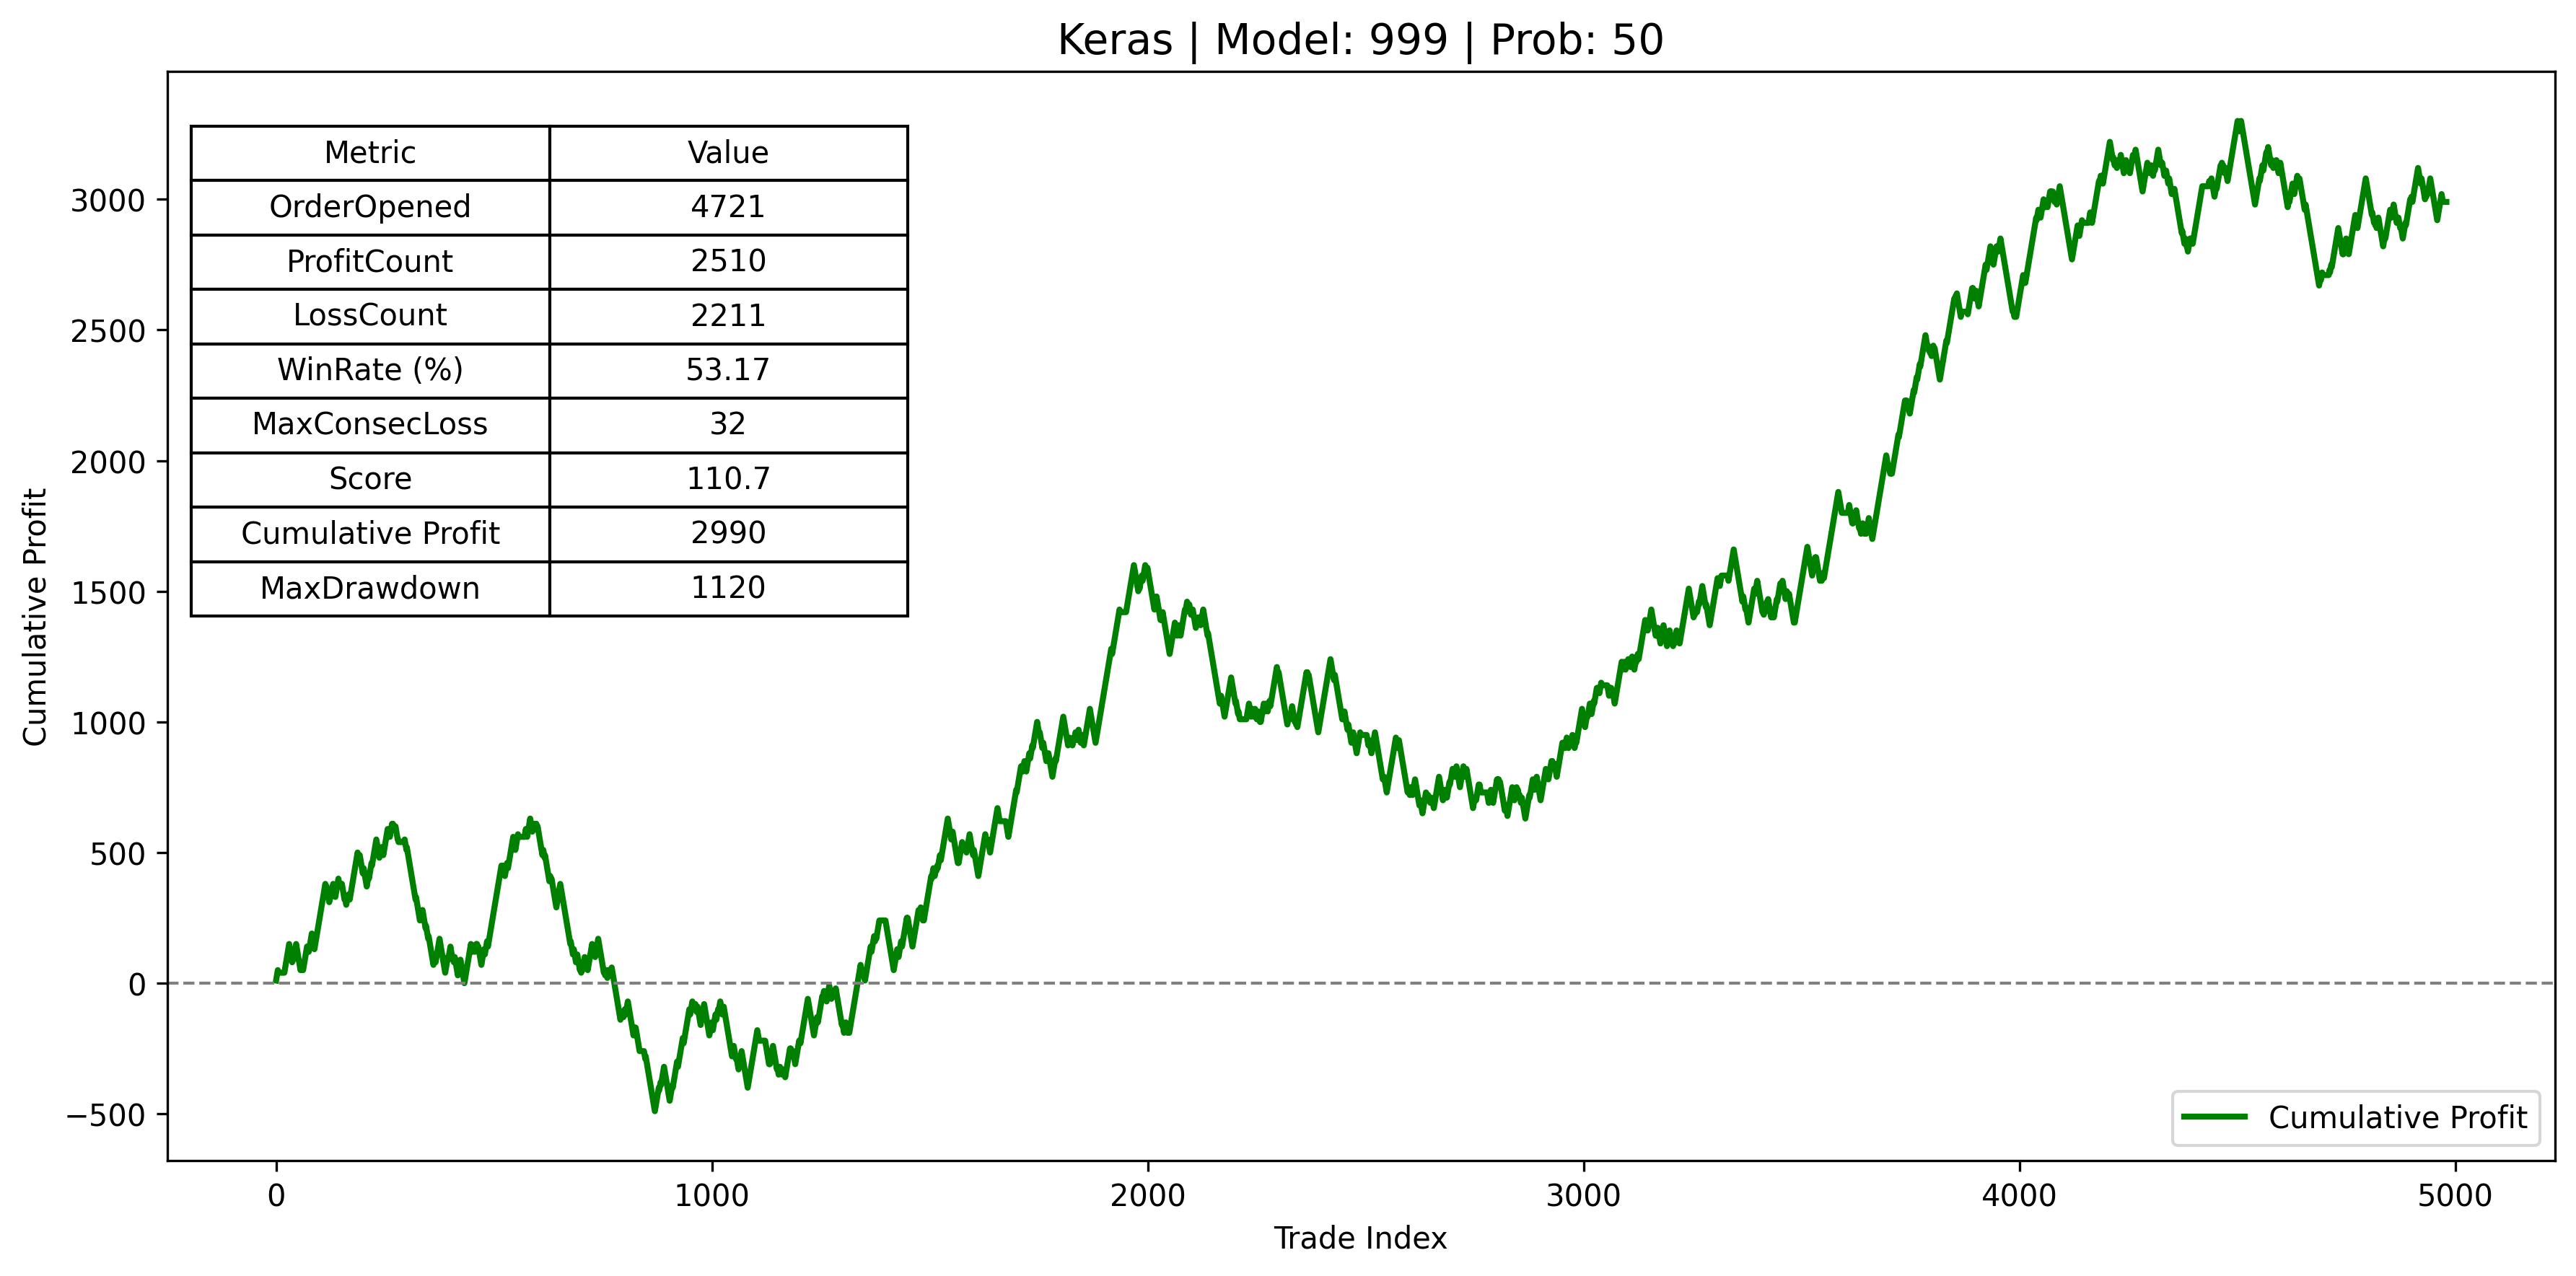 Keras | Model: 999 | Prob: 50
Metric Value
OrderOpened 4721
ProfitCount 2510
LossCount 2211
WinRate (%) 53.17
MaxConsecLoss 32
Score 110.7
Cumulative Profit 2990
MaxDrawdown 1120
Cumulative Profit
3000
2500
2000
1500
1000
500
0
−500
Cumulative Profit
0 1000 2000 3000 4000 5000
Trade Index